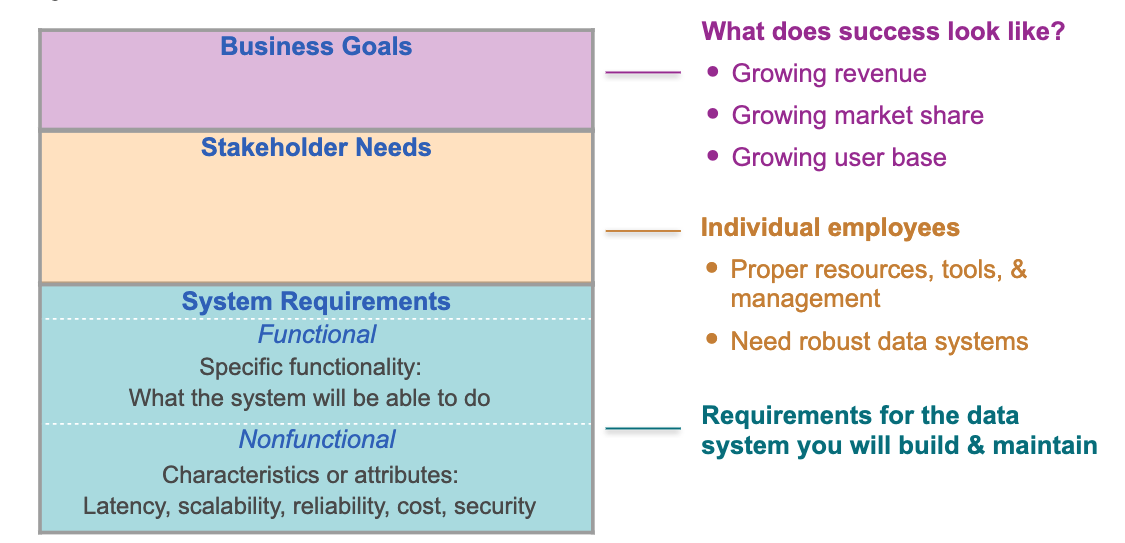 Business Goals
What does success look like?
• Growing revenue
• Growing market share
• Growing user base
Stakeholder Needs
Individual employees
• Proper resources, tools, &
management
• Need robust data systems
System Requirements
Functional
Specific functionality:
What the system will be able to do
Nonfunctional
Characteristics or attributes:
Latency, scalability, reliability, cost, security
Requirements for the data
system you will build & maintain